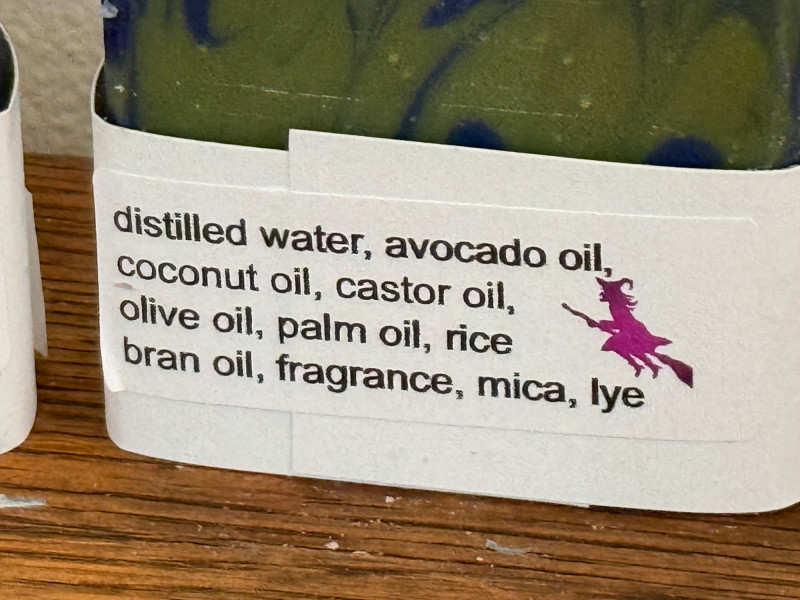 distilled water, avocado oil,
coconut oil, castor oil,
olive oil, palm oil, rice
bran oil, fragrance, mica, lye